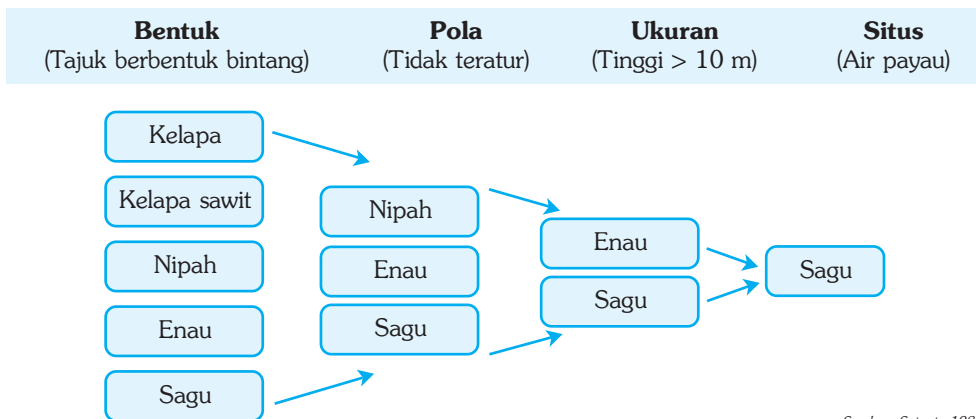 Bentuk Pola Ukuran Situs
(Tajuk berbentuk bintang) (Tidak teratur) (Tinggi > 10 m) (Air payau)
Kelapa
Kelapa sawit
Nipah
Enau
Sagu
Nipah
Enau
Sagu
Enau
Sagu
Sagu